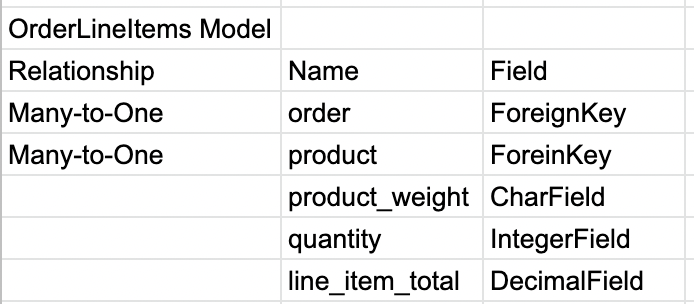 OrderLineItems Model
Relationship Name Field
Many-to-One order ForeignKey
Many-to-One product ForeinKey
product_weight CharField
quantity IntegerField
line_item_total DecimalField